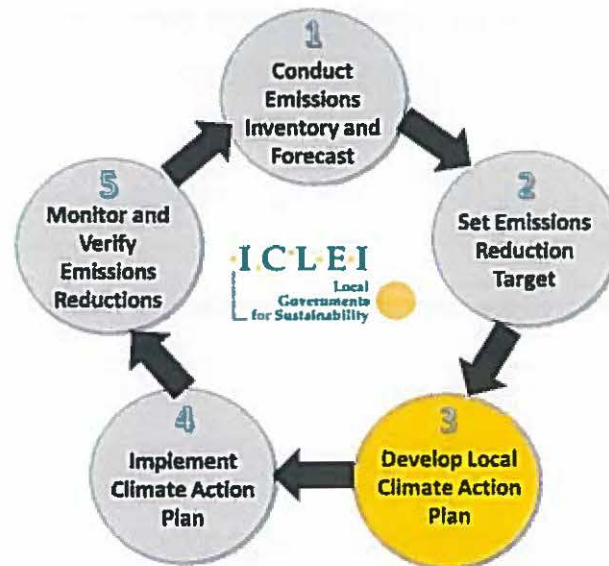 1
Conduct
Emissions
Inventory and
Forecast
2
Set Emissions
Reduction
Target
3
Develop Local
Climate Action
Plan
4
Implement
Climate Action
Plan
5
Monitor and
Verify
Emissions
Reductions
I·C·L·E·I
Local
Governments
for Sustainability